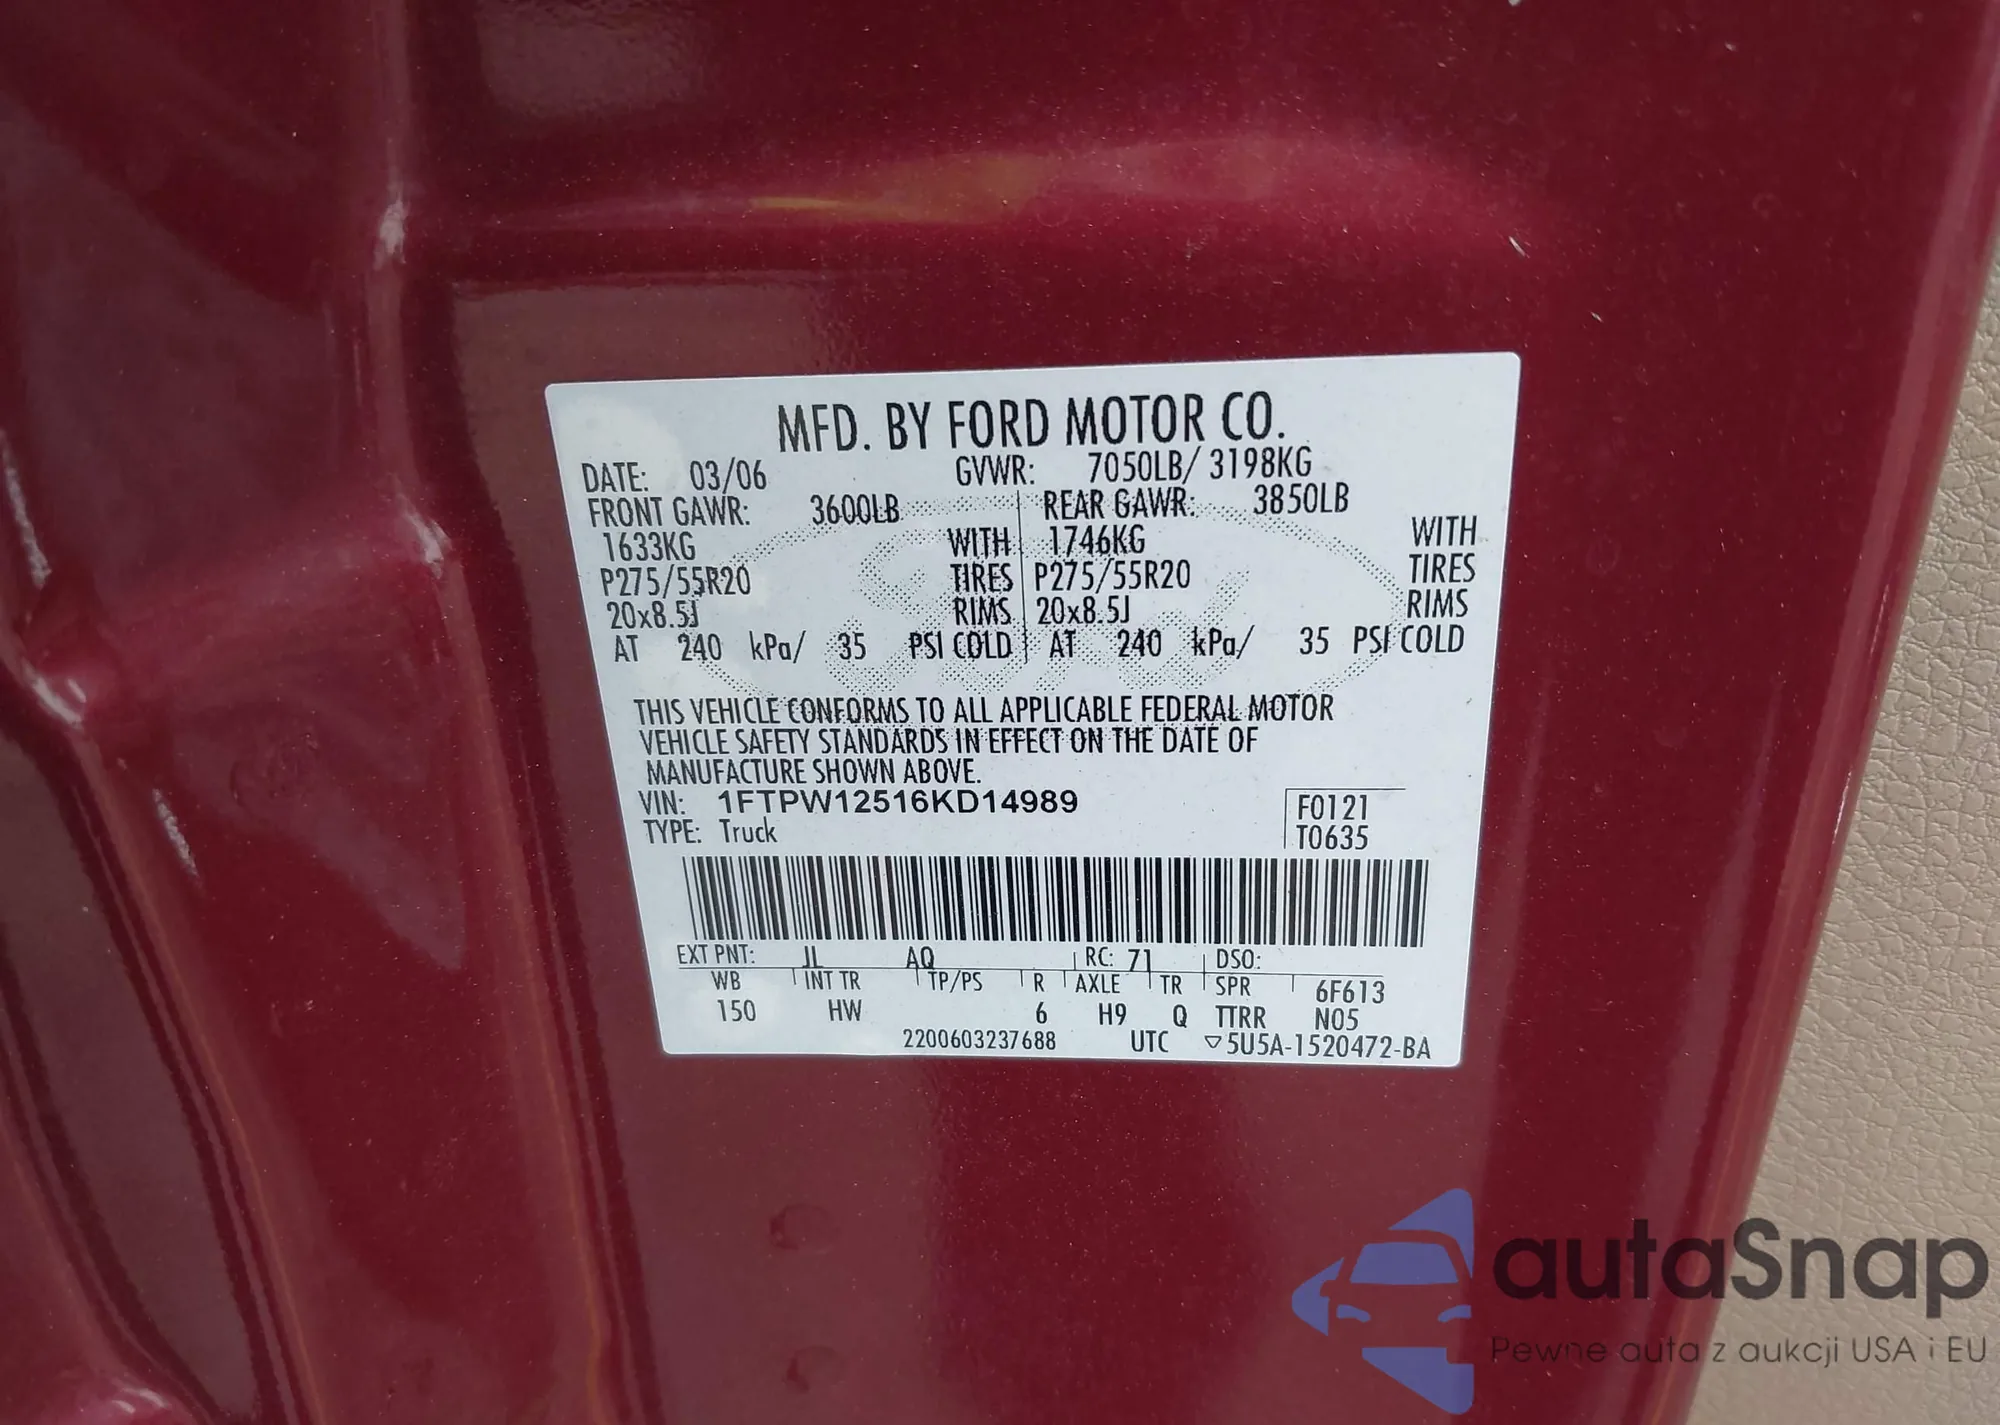 MFD. BY FORD MOTOR CO.
DATE: 03/06 GVWR: 7050LB/ 3198KG
FRONT GAWR: 3600LB REAR GAWR: 3850LB
1633KG WITH 1746KG WITH
P275/55R20 TIRES P275/55R20 TIRES
20x8.5J RIMS 20x8.5J RIMS
AT 240 kPa/ 35 PSI COLD AT 240 kPa/ 35 PSI COLD
THIS VEHICLE CONFORMS TO ALL APPLICABLE FEDERAL MOTOR
VEHICLE SAFETY STANDARDS IN EFFECT ON THE DATE OF
MANUFACTURE SHOWN ABOVE.
VIN: 1FTPW12516KD14989 F0121
TYPE: Truck T0635
EXT PNT: JL AQ RC: 71 DSO:
WB INT TR TP/PS R AXLE TR SPR 6F613
150 HW 6 H9 Q TTRR N05
2200603237688 UTC ▽5U5A-1520472-BA
autaSnap
Pewne auta z aukcji USA i EU